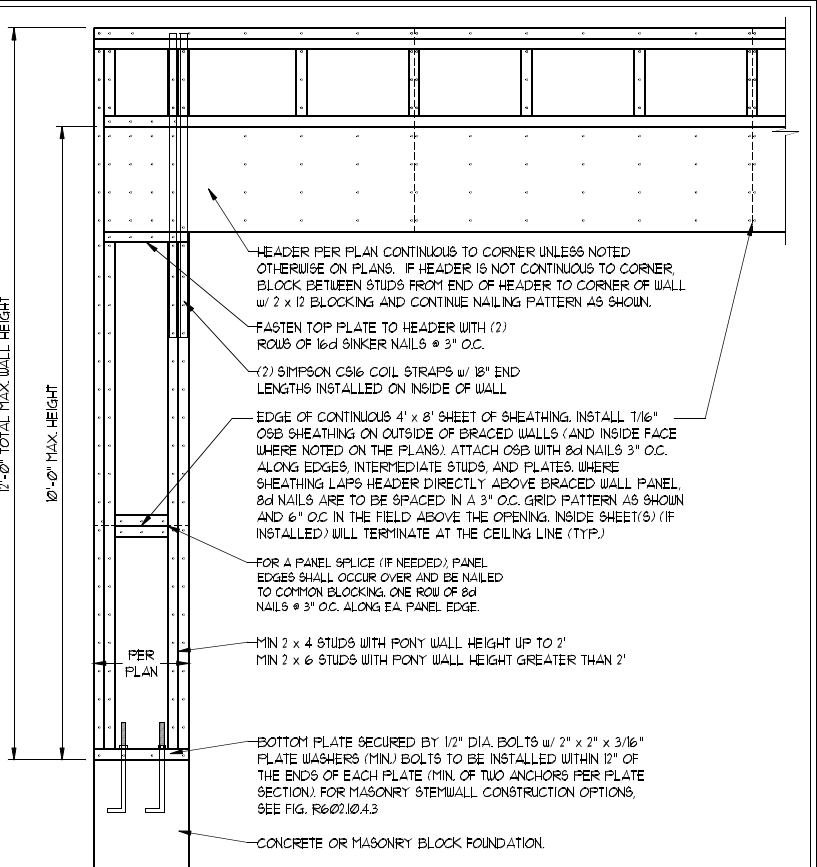 HEADER PER PLAN CONTINUOUS TO CORNER UNLESS NOTED
OTHERWISE ON PLANS. IF HEADER IS NOT CONTINUOUS TO CORNER,
BLOCK BETWEEN STUDS FROM END OF HEADER TO CORNER OF WALL
w/ 2 x 12 BLOCKING AND CONTINUE NAILING PATTERN AS SHOWN.
FASTEN TOP PLATE TO HEADER WITH (2)
ROWS OF 16d SINKER NAILS @ 3" O.C.
(2) SIMPSON CS16 COIL STRAPS w/ 18" END
LENGTHS INSTALLED ON INSIDE OF WALL
EDGE OF CONTINUOUS 4' x 8' SHEET OF SHEATHING. INSTALL 7/16"
OSB SHEATHING ON OUTSIDE OF BRACED WALLS (AND INSIDE FACE
WHERE NOTED ON THE PLANS). ATTACH OSB WITH 8d NAILS 3" O.C.
ALONG EDGES, INTERMEDIATE STUDS, AND PLATES. WHERE
SHEATHING LAPS HEADER DIRECTLY ABOVE BRACED WALL PANEL,
8d NAILS ARE TO BE SPACED IN A 3" O.C. GRID PATTERN AS SHOWN
AND 6" O.C IN THE FIELD ABOVE THE OPENING. INSIDE SHEET(S) (IF
INSTALLED) WILL TERMINATE AT THE CEILING LINE (TYP.)
FOR A PANEL SPLICE (IF NEEDED), PANEL
EDGES SHALL OCCUR OVER AND BE NAILED
TO COMMON BLOCKING. ONE ROW OF 8d
NAILS @ 3" O.C. ALONG EA. PANEL EDGE.
MIN 2 x 4 STUDS WITH PONY WALL HEIGHT UP TO 2'
MIN 2 x 6 STUDS WITH PONY WALL HEIGHT GREATER THAN 2'
BOTTOM PLATE SECURED BY 1/2" DIA. BOLTS w/ 2" x 2" x 3/16"
PLATE WASHERS (MIN.) BOLTS TO BE INSTALLED WITHIN 12" OF
THE ENDS OF EACH PLATE (MIN. OF TWO ANCHORS PER PLATE
SECTION). FOR MASONRY STEMWALL CONSTRUCTION OPTIONS,
SEE FIG. R602.10.4.3
CONCRETE OR MASONRY BLOCK FOUNDATION.
12'-0" TOTAL MAX. WALL HEIGHT
10'-0" MAX. HEIGHT
PER
PLAN